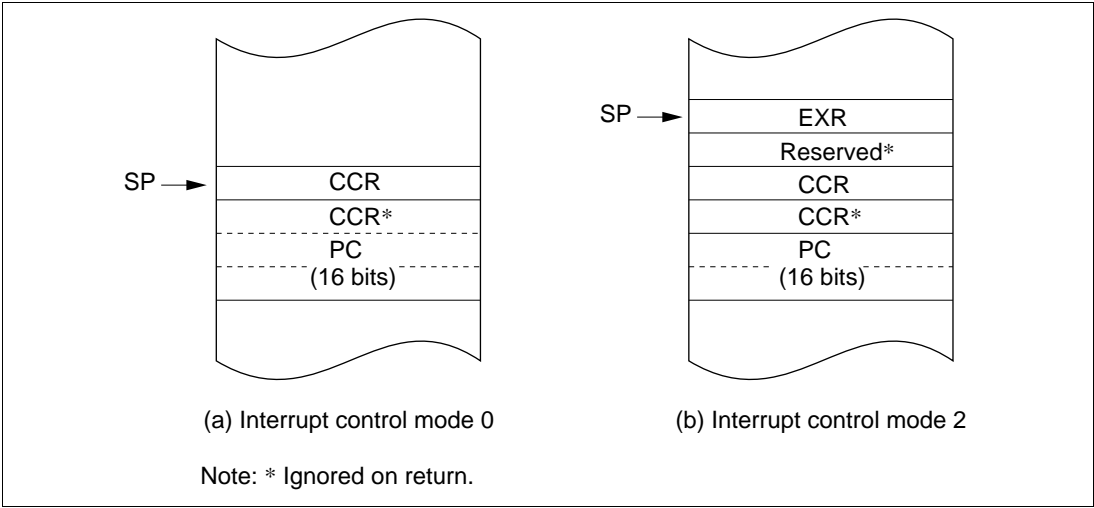 SP
CCR
CCR*
PC
(16 bits)
(a) Interrupt control mode 0
SP
EXR
Reserved*
CCR
CCR*
PC
(16 bits)
(b) Interrupt control mode 2
Note: * Ignored on return.